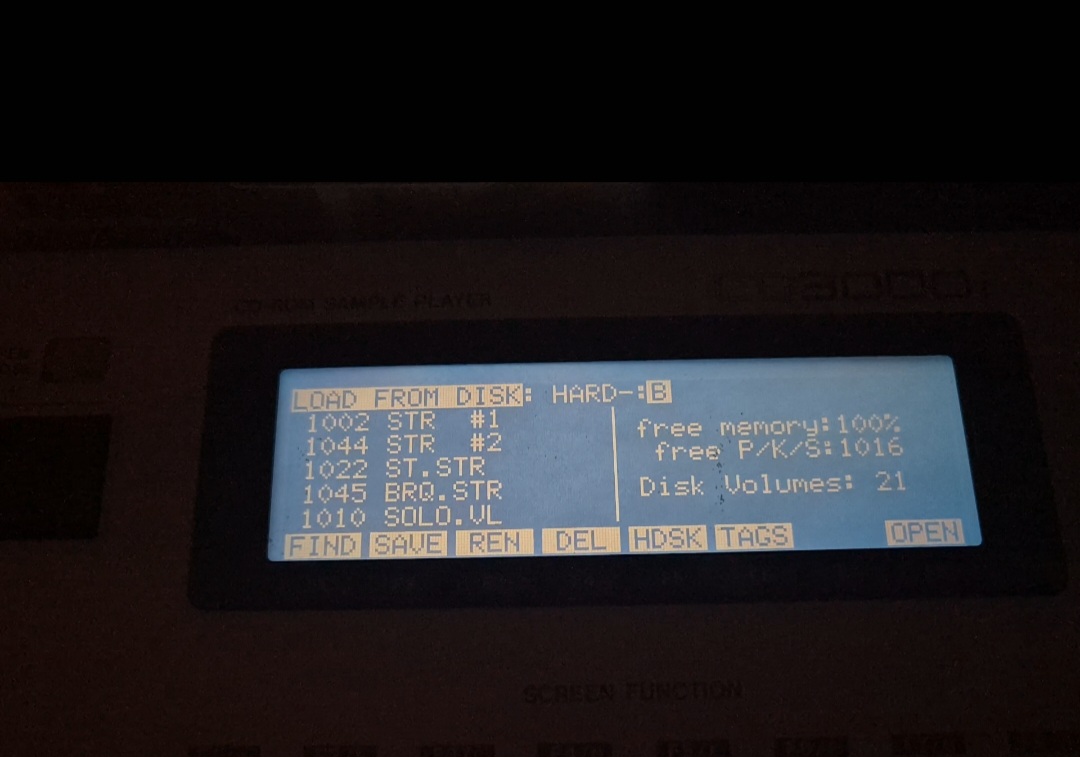 CD-ROM SAMPLE PLAYER
LOAD FROM DISK: HARD-:B
1002 STR #1
1044 STR #2
1022 ST.STR
1045 BRQ.STR
1010 SOLO.VL
free memory:100%
free P/K/S:1016
Disk Volumes: 21
FIND SAVE REN DEL HDSK TAGS OPEN
SCREEN FUNCTION